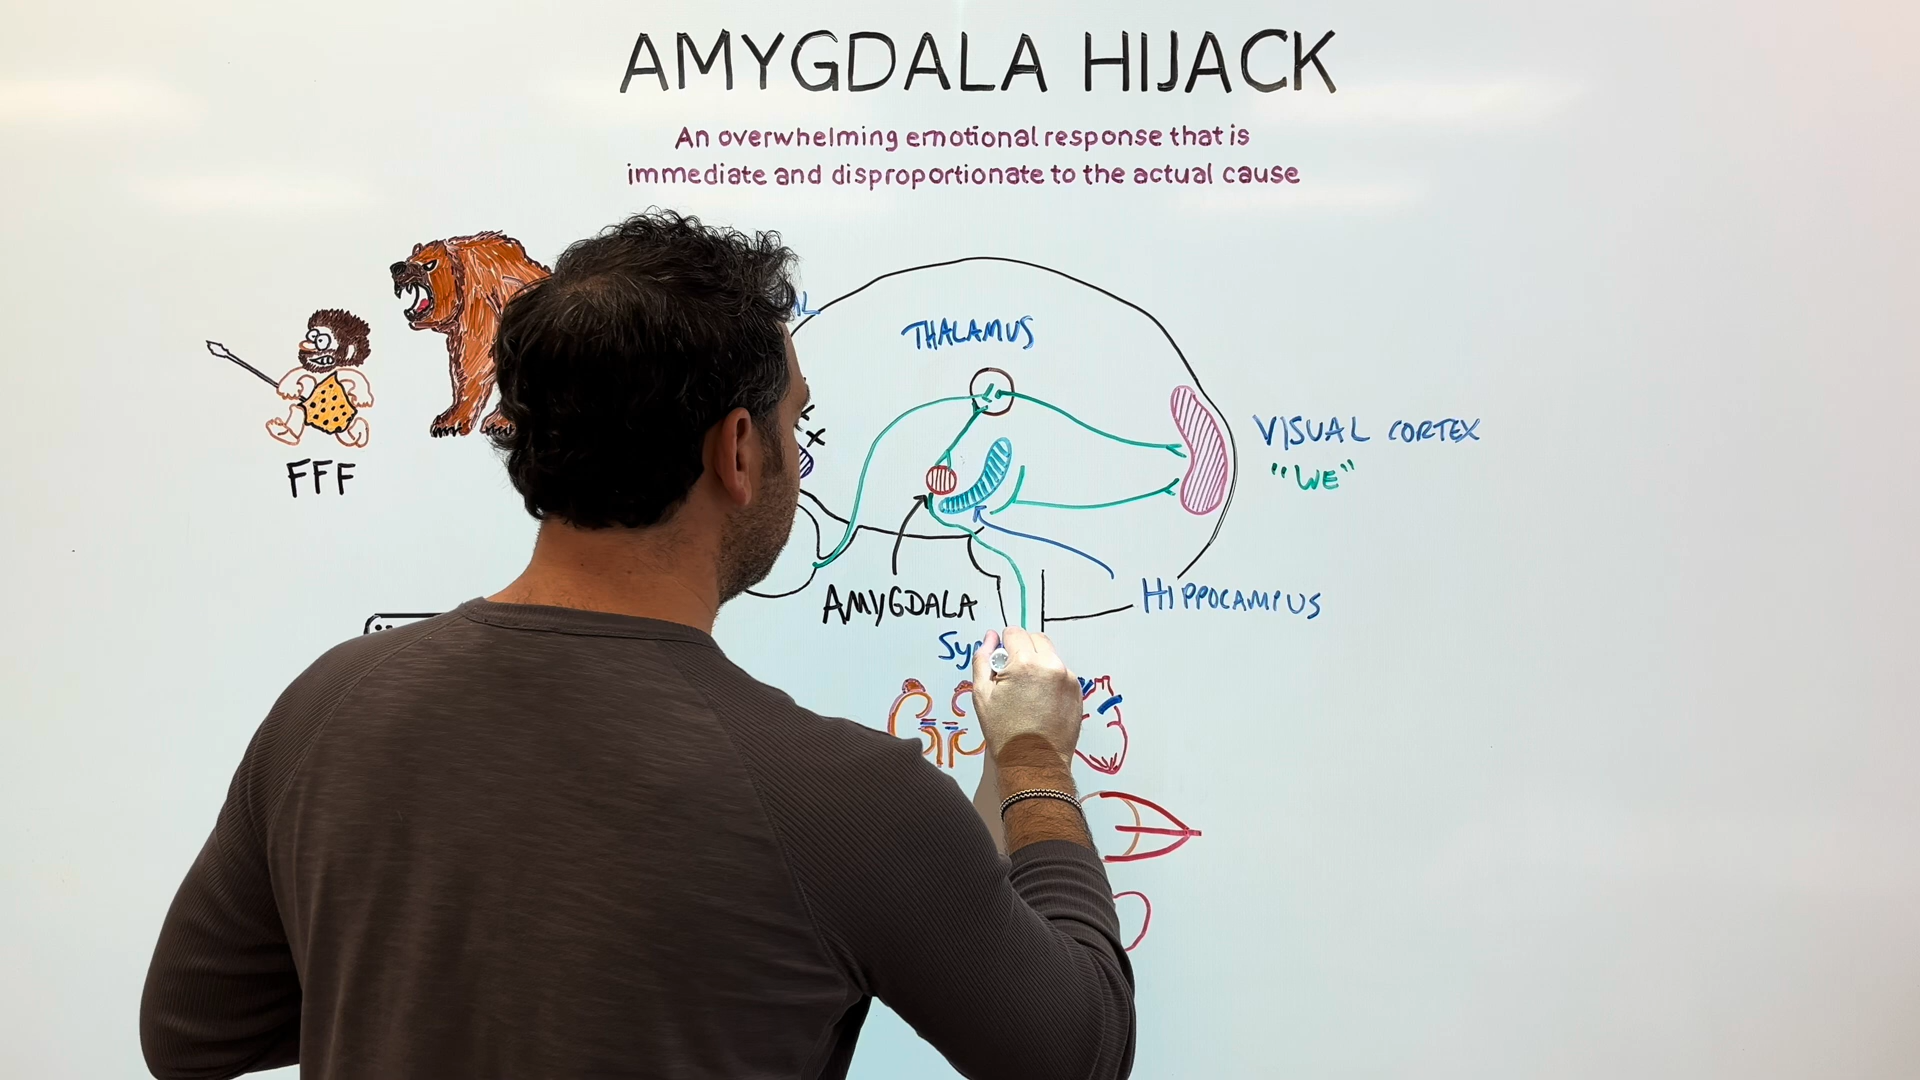 AMYGDALA HIJACK
An overwhelming emotional response that is
immediate and disproportionate to the actual cause
THALAMUS
VISUAL CORTEX
"WE"
FFF
AMYGDALA
HIPPOCAMPUS
Sy